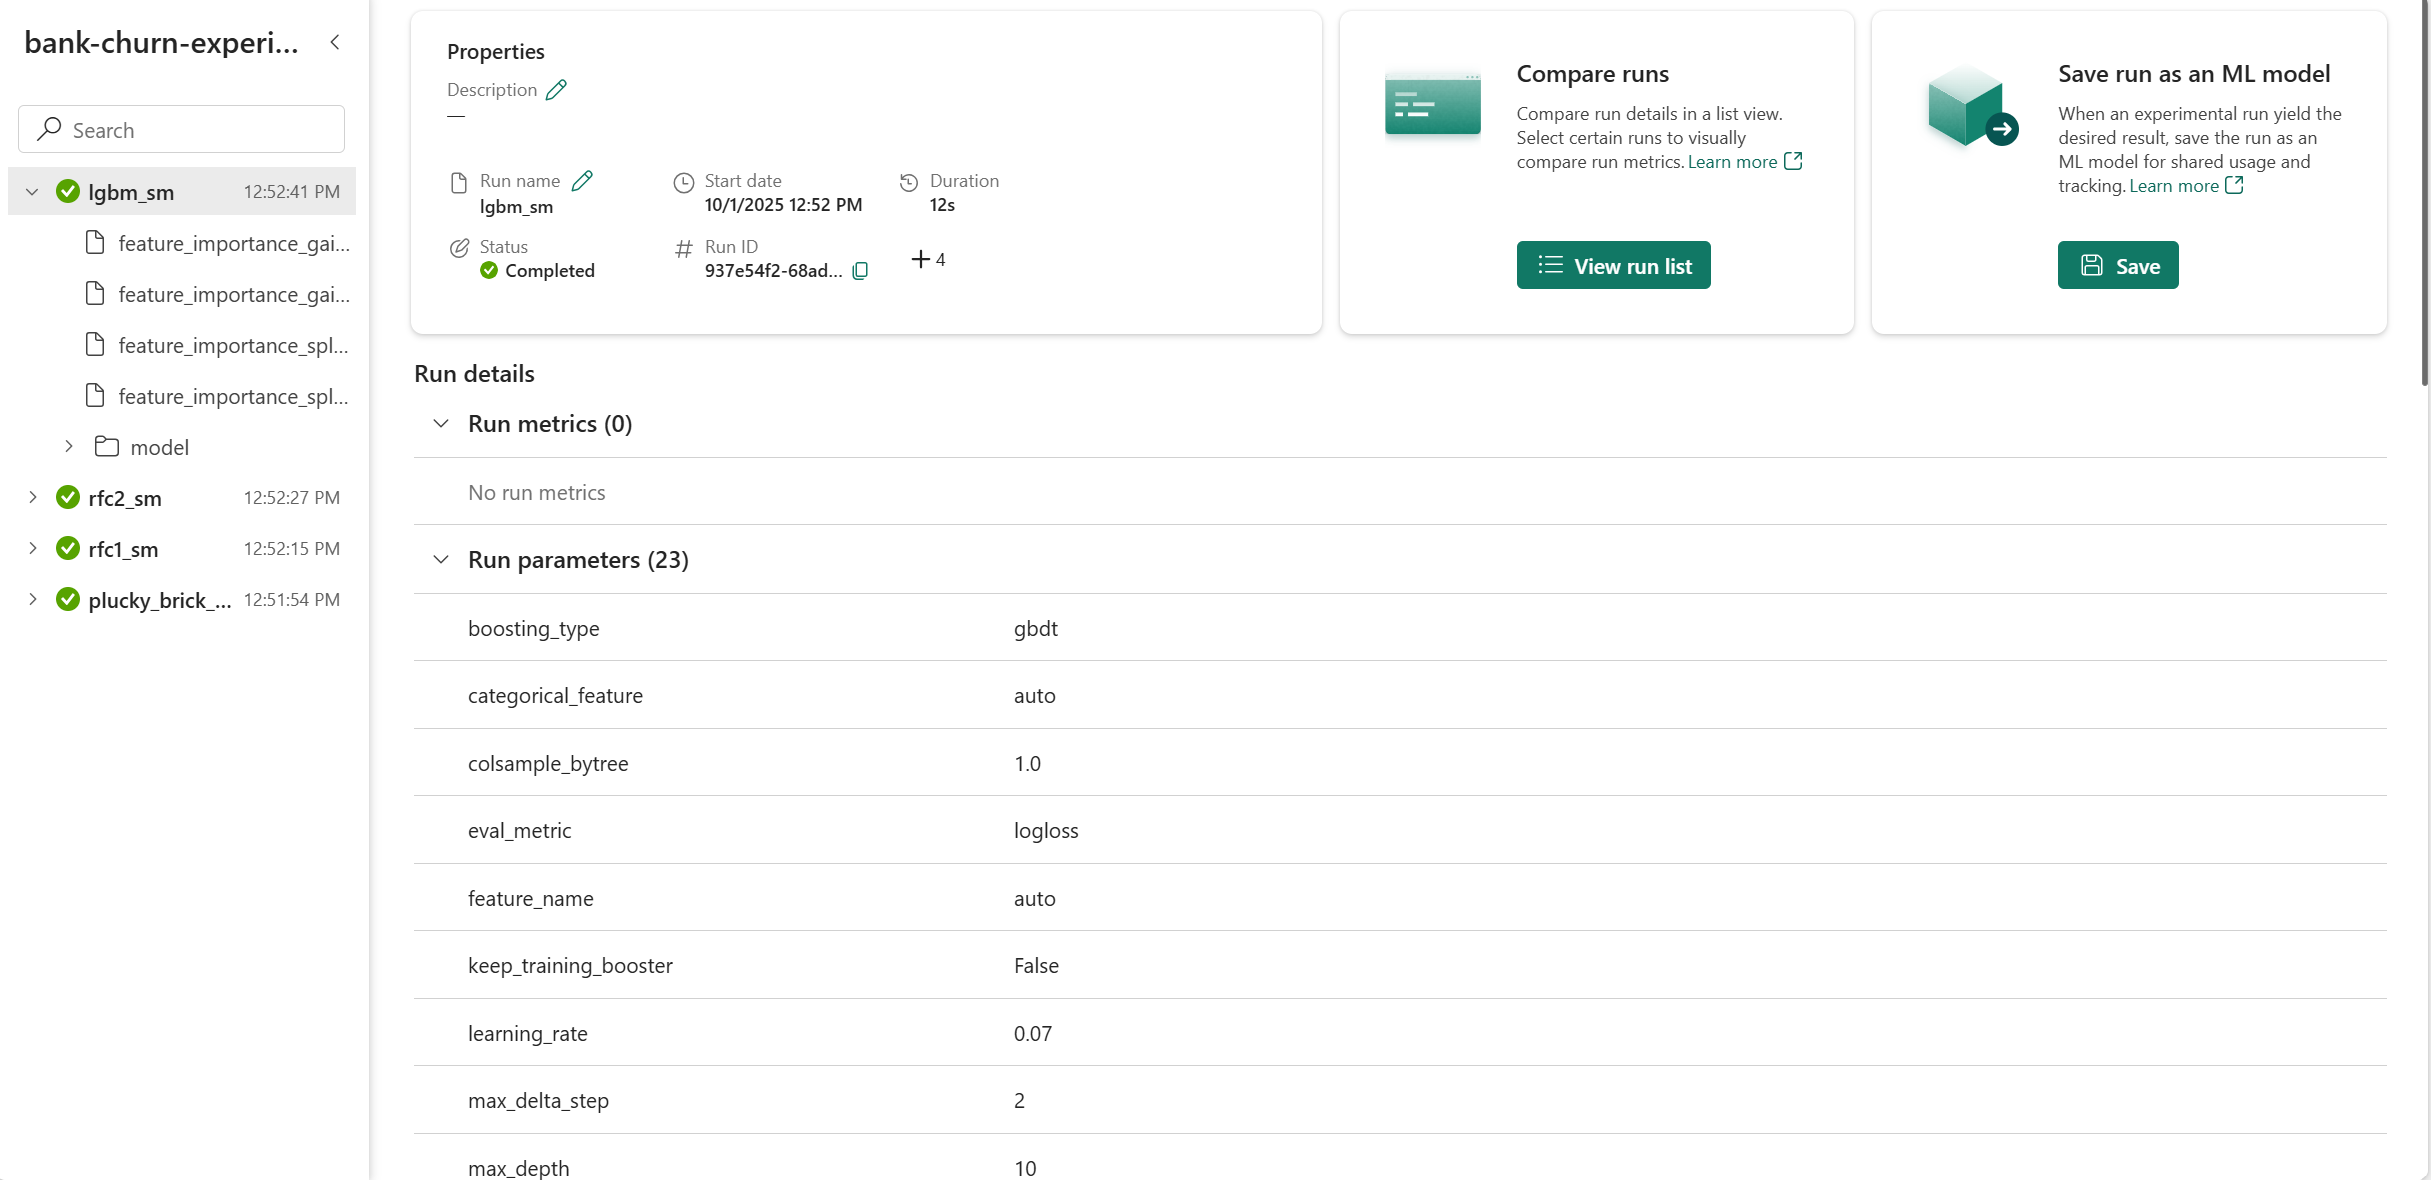 bank-churn-experi...
Search
lgbm_sm 12:52:41 PM
feature_importance_gai...
feature_importance_gai...
feature_importance_spl...
feature_importance_spl...
model
rfc2_sm 12:52:27 PM
rfc1_sm 12:52:15 PM
plucky_brick_... 12:51:54 PM
Properties
Description
—
Run name
lgbm_sm
Start date
10/1/2025 12:52 PM
Duration
12s
Status
Completed
Run ID
937e54f2-68ad...
+ 4
Compare runs
Compare run details in a list view.
Select certain runs to visually
compare run metrics. Learn more
View run list
Save run as an ML model
When an experimental run yield the
desired result, save the run as an
ML model for shared usage and
tracking. Learn more
Save
Run details
Run metrics (0)
No run metrics
Run parameters (23)
boosting_type gbdt
categorical_feature auto
colsample_bytree 1.0
eval_metric logloss
feature_name auto
keep_training_booster False
learning_rate 0.07
max_delta_step 2
max_depth 10